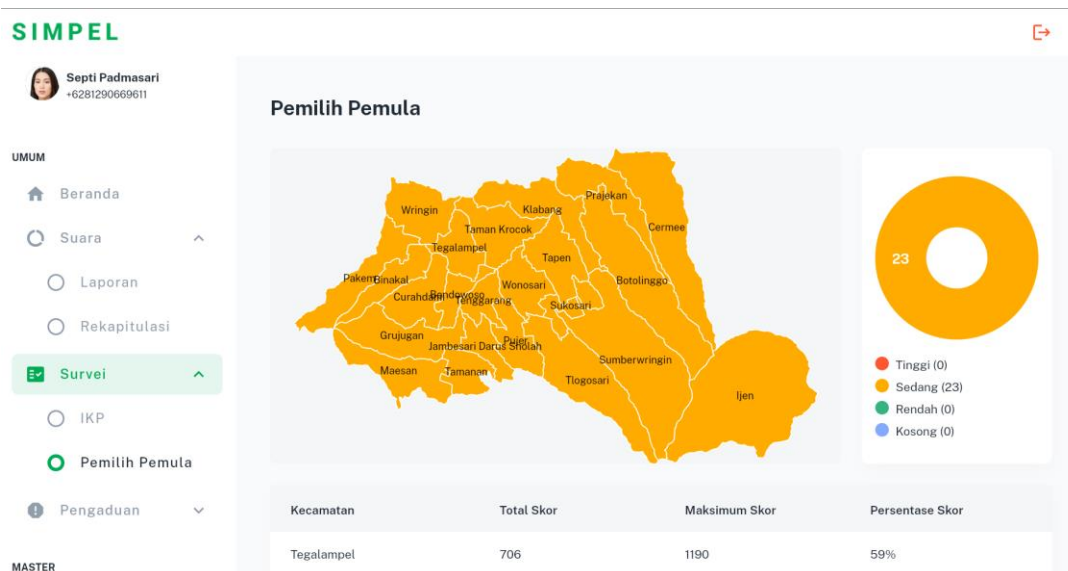 SIMPEL
Septi Padmasari
+6281290669611
UMUM
Beranda
Suara
Laporan
Rekapitulasi
Survei
IKP
Pemilih Pemula
Pengaduan
MASTER
Pemilih Pemula
Prajekan
Wringin
Klabang
Taman Krocok
Cermee
Tegalampel
Tapen
Pakem
Binakal
Wonosari
Botolinggo
Curahdami
Bondowoso
Tenggarang
Sukosari
Grujugan
Pujer
Jambesari Darus Sholah
Sumberwringin
Maesan
Tamanan
Tlogosari
Ijen
23
Tinggi (0)
Sedang (23)
Rendah (0)
Kosong (0)
Kecamatan Total Skor Maksimum Skor Persentase Skor
Tegalampel 706 1190 59%